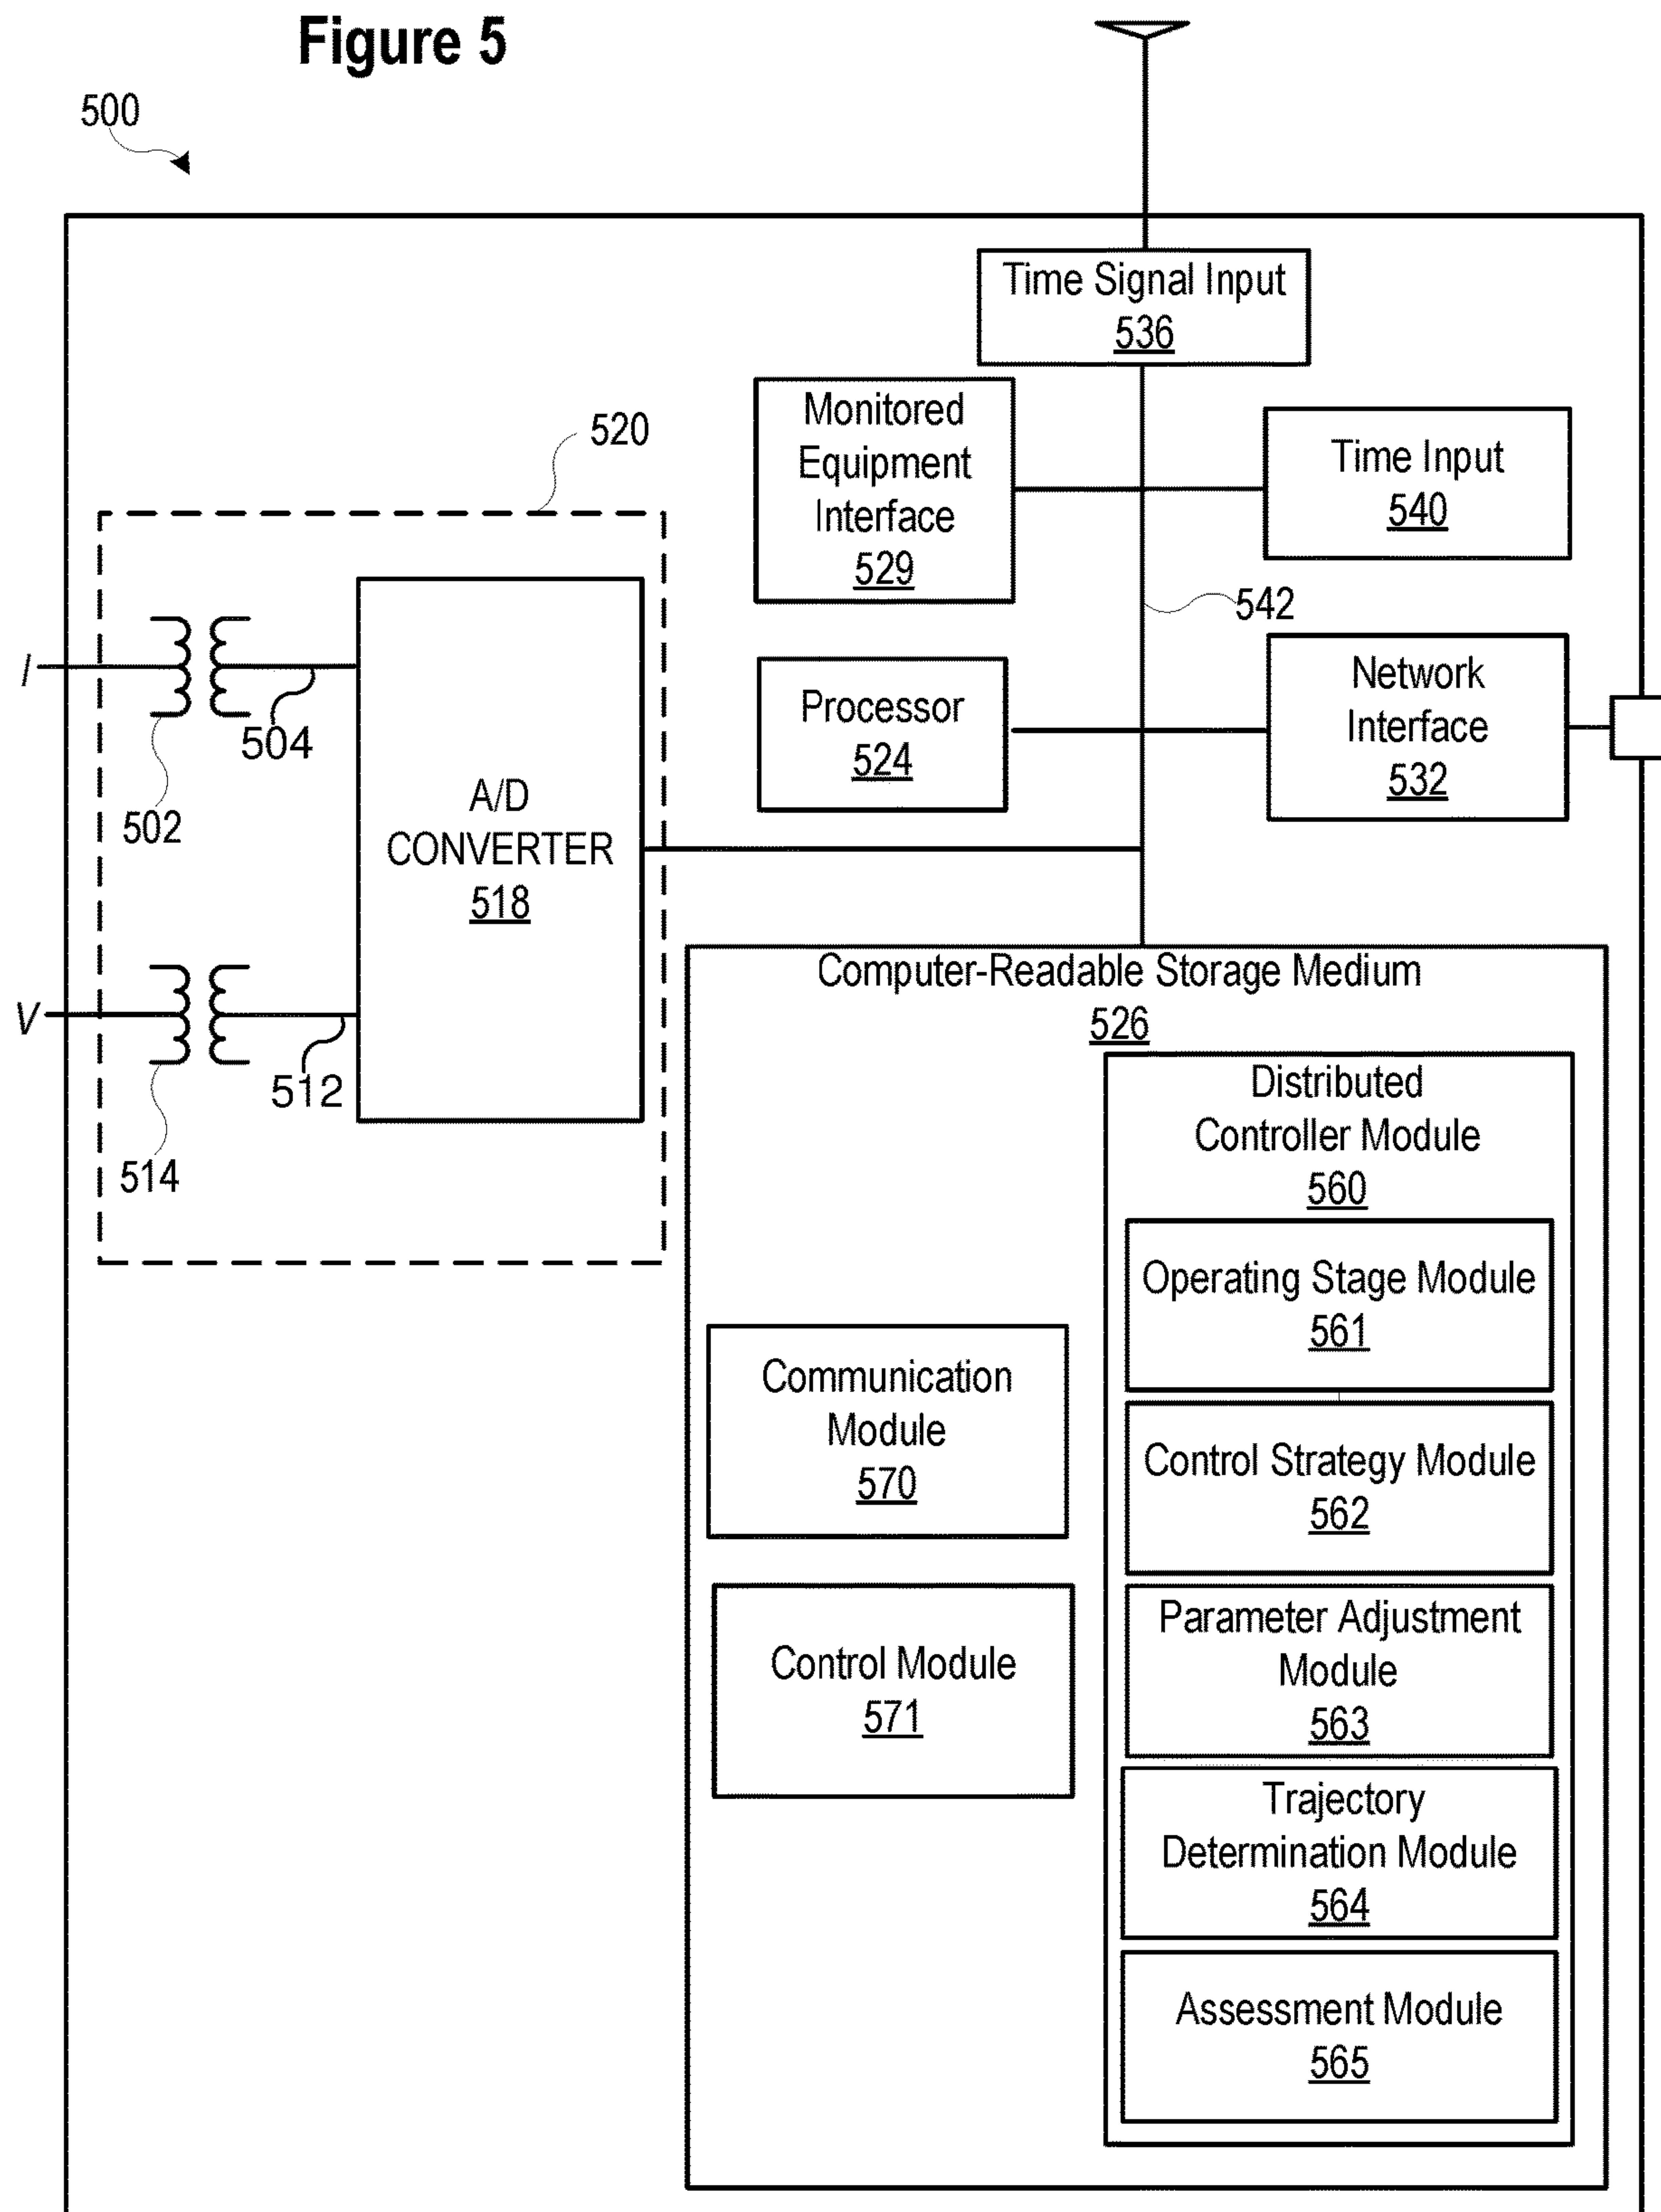 Figure 5
500
Time Signal Input
536
Monitored
Equipment
Interface
529
Time Input
540
520
542
I
504
502
A/D
CONVERTER
518
Processor
524
Network
Interface
532
V
512
514
Computer-Readable Storage Medium
526
Distributed
Controller Module
560
Operating Stage Module
561
Communication
Module
570
Control Strategy Module
562
Control Module
571
Parameter Adjustment
Module
563
Trajectory
Determination Module
564
Assessment Module
565